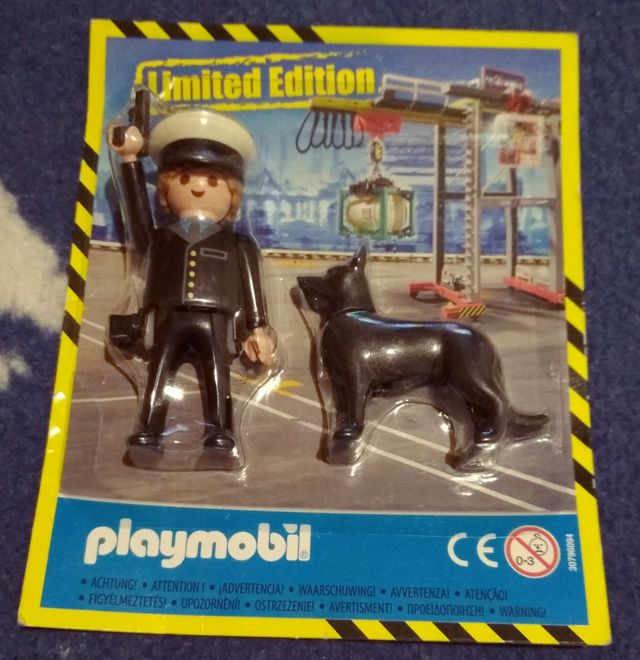 Limited Edition
playmobil®
CE
0-3
30796094
• ACHTUNG! • ATTENTION ! • ¡ADVERTENCIA! • WAARSCHUWING! • AVVERTENZA! • ATENÇÃO!
• FIGYELMEZTETÉS! • UPOZORNĚNÍ! • OSTRZEŻENIE! • AVERTISMENT! • ΠΡΟΕΙΔΟΠΟΙΗΣΗ! • WARNING!